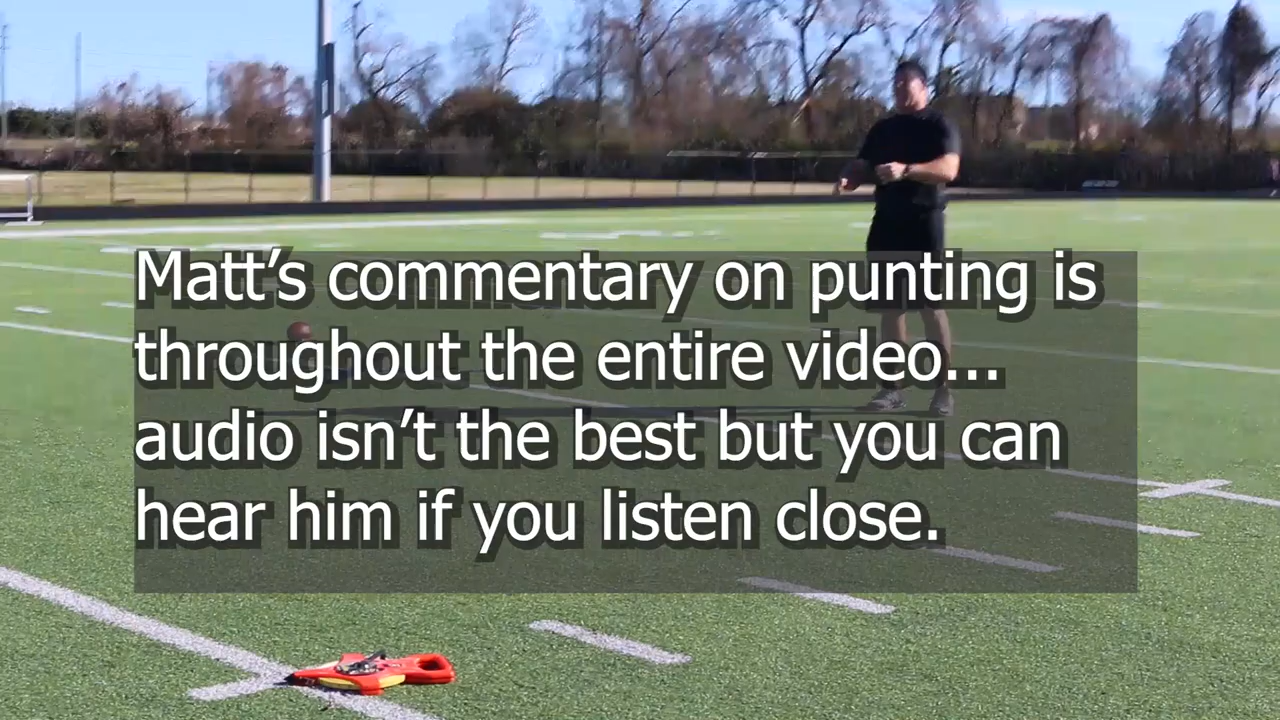 Matt’s commentary on punting is
throughout the entire video...
audio isn’t the best but you can
hear him if you listen close.